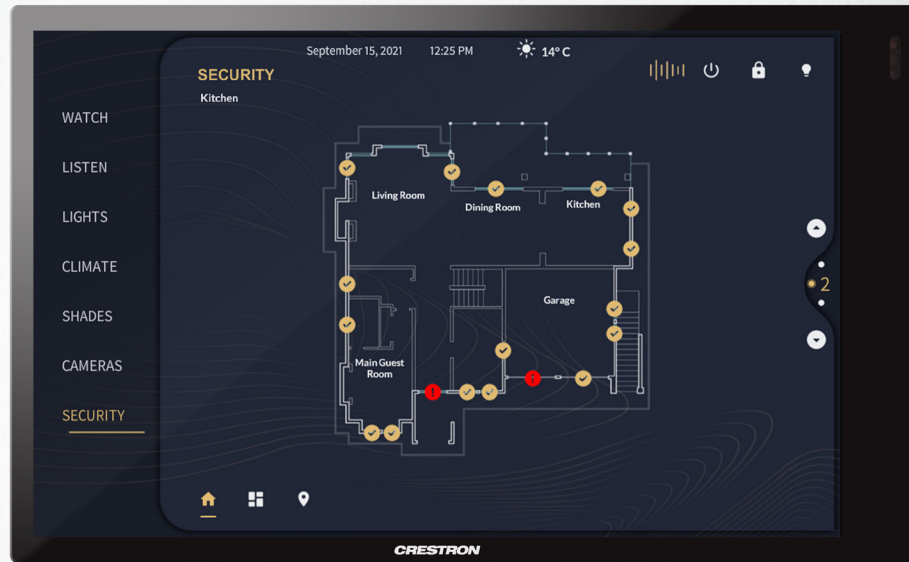 September 15, 2021 12:25 PM 14° C
SECURITY
Kitchen
WATCH
LISTEN
LIGHTS
CLIMATE
SHADES
CAMERAS
SECURITY
Living Room
Dining Room
Kitchen
Garage
Main Guest
Room
2
CRESTRON